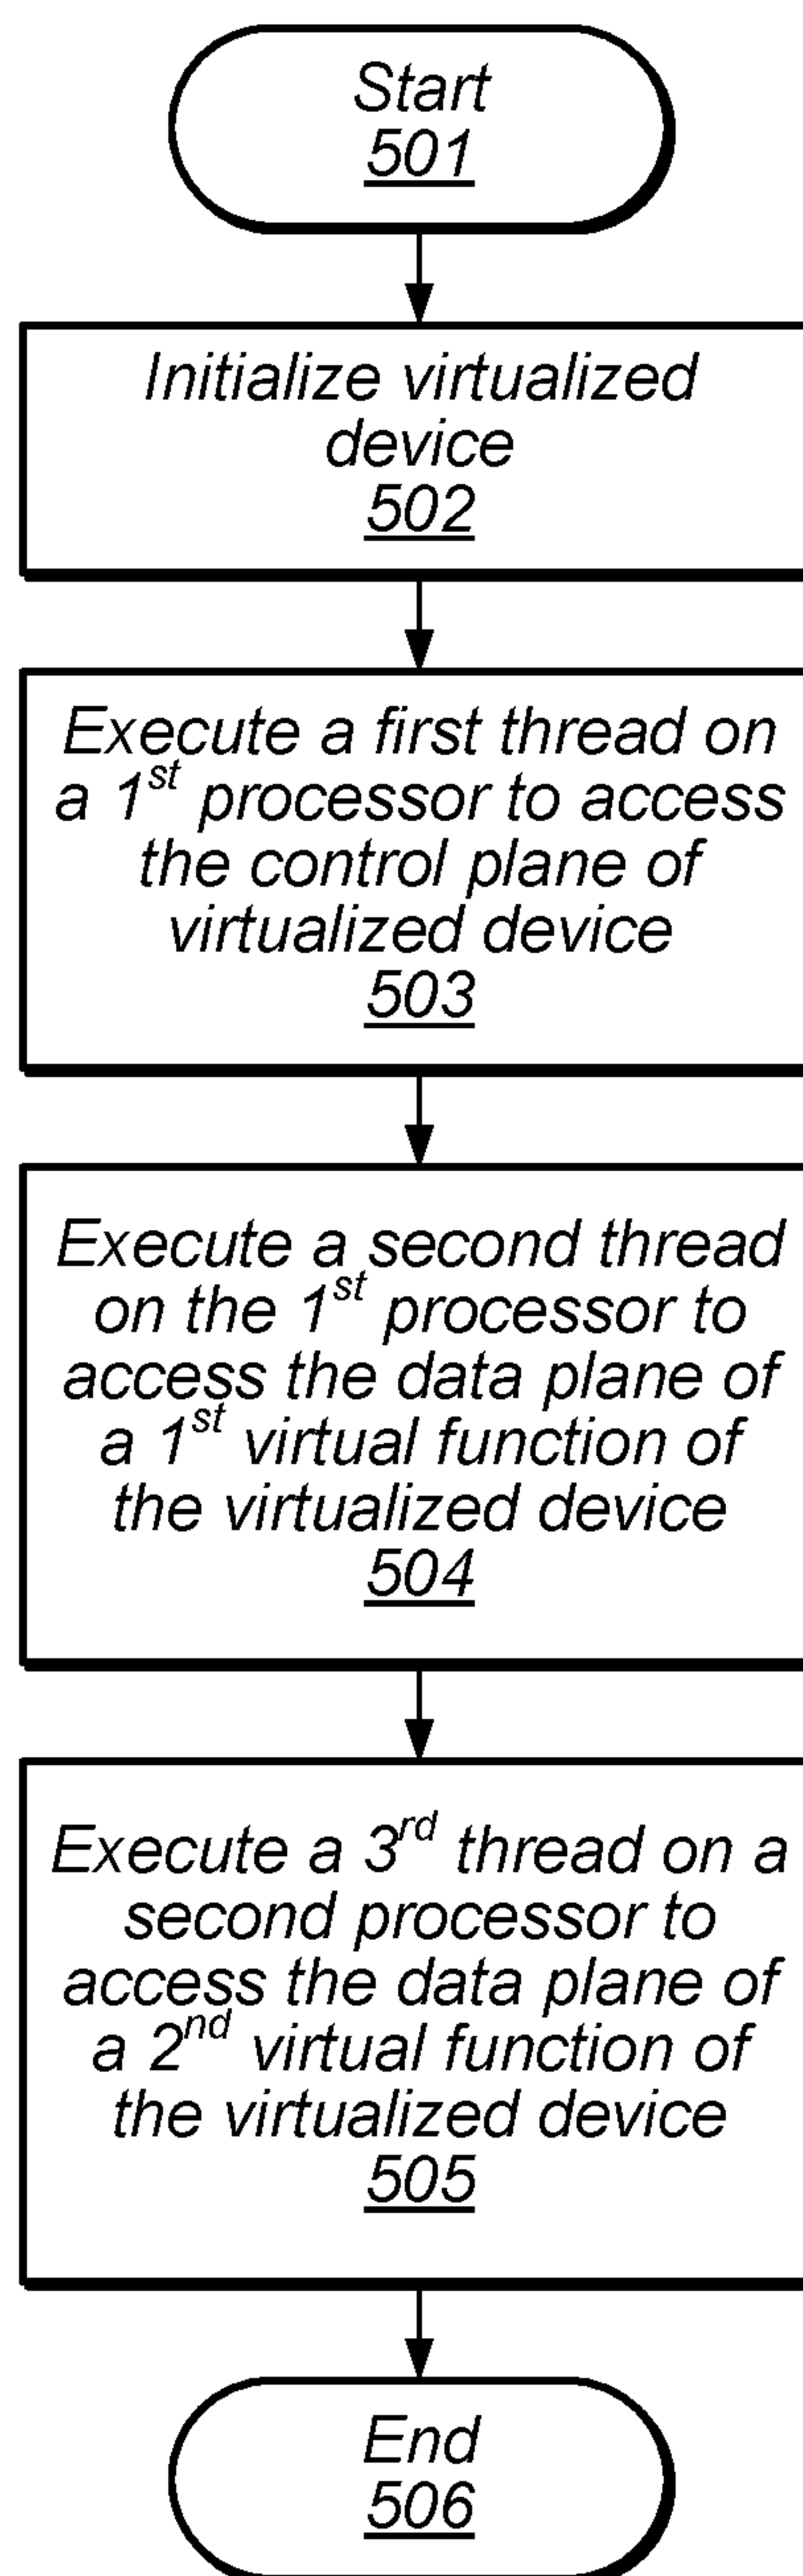 Start
501
Initialize virtualized
device
502
Execute a first thread on
a 1st processor to access
the control plane of
virtualized device
503
Execute a second thread
on the 1st processor to
access the data plane of
a 1st virtual function of
the virtualized device
504
Execute a 3rd thread on a
second processor to
access the data plane of
a 2nd virtual function of
the virtualized device
505
End
506